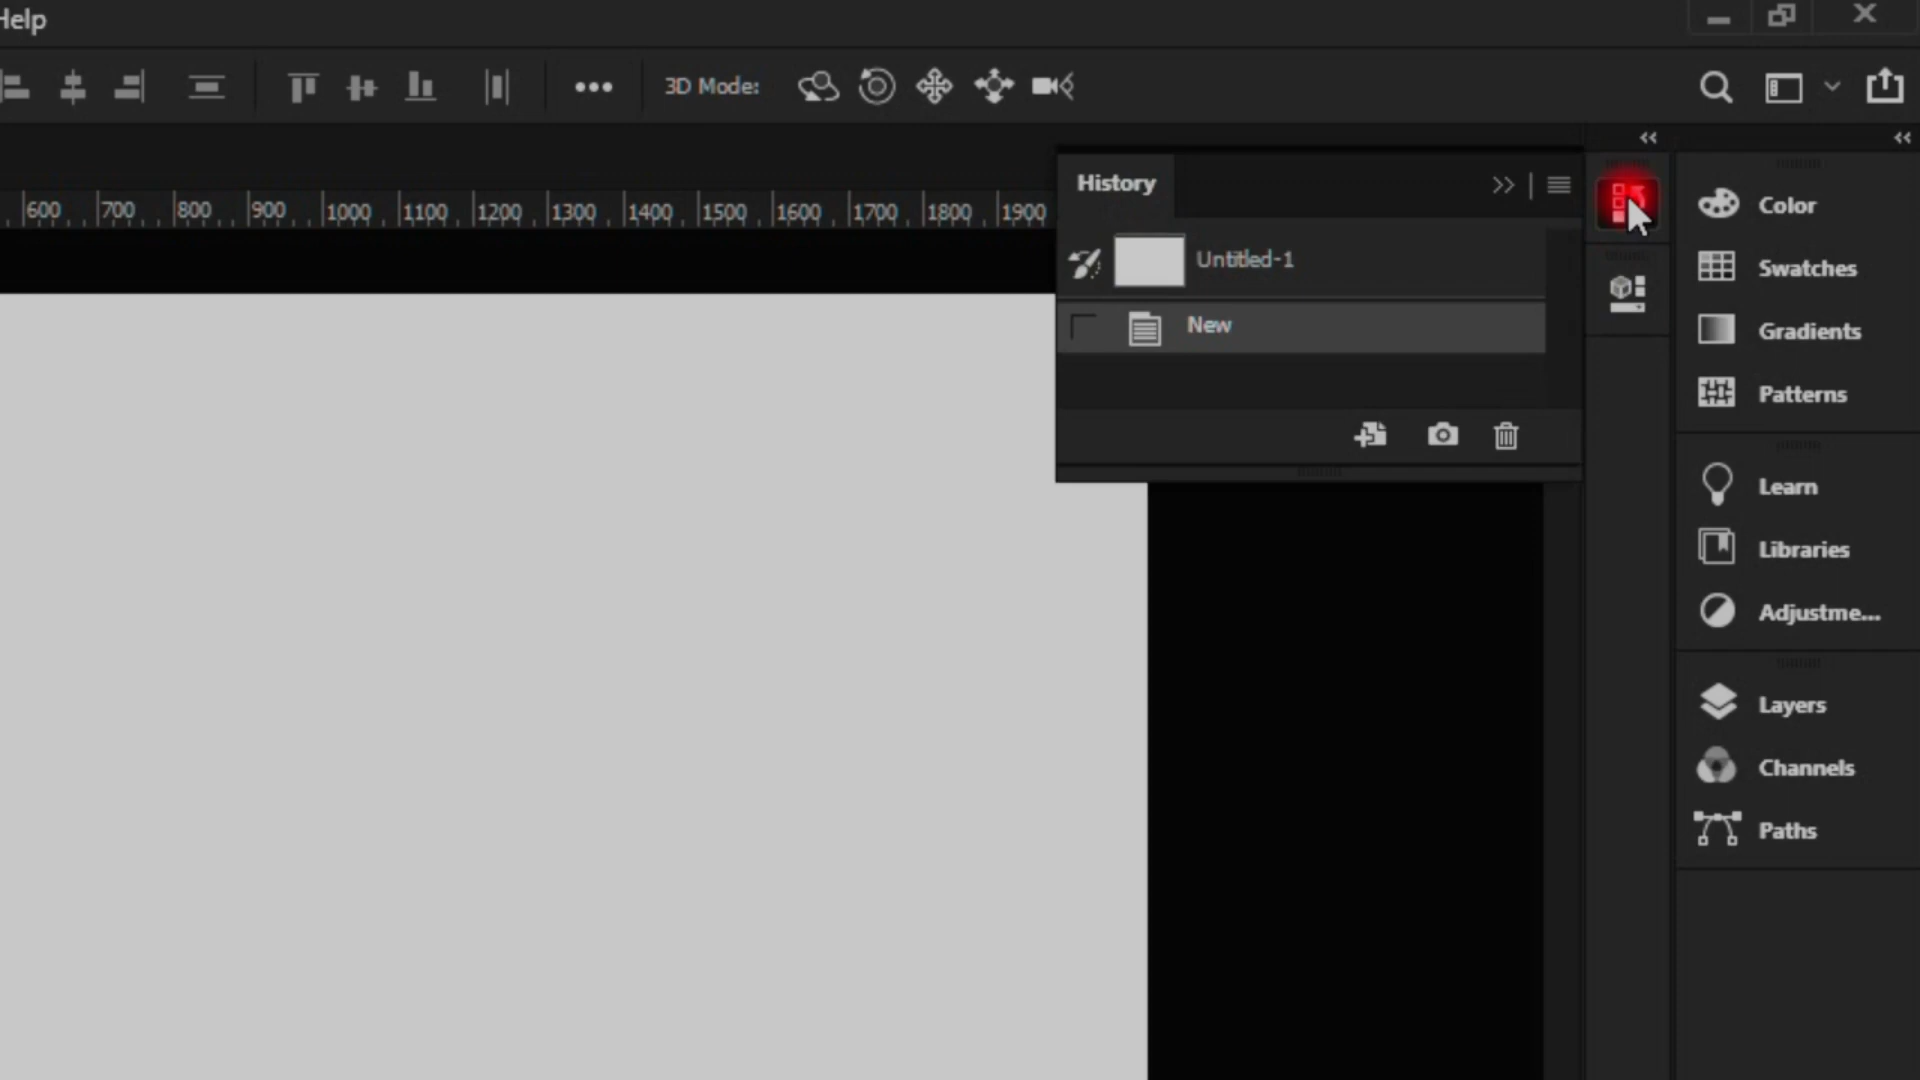 Help
3D Mode:
600 700 800 900 1000 1100 1200 1300 1400 1500 1600 1700 1800 1900
History
Untitled-1
New
Color
Swatches
Gradients
Patterns
Learn
Libraries
Adjustme...
Layers
Channels
Paths